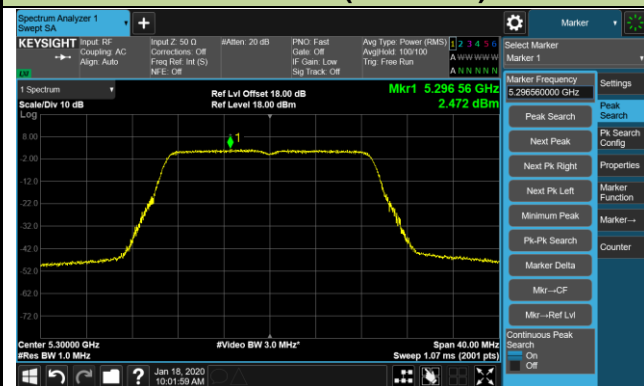 Spectrum Analyzer 1
Swept SA
+
Marker
KEYSIGHT
Input: RF
Coupling: AC
Align: Auto
Input Z: 50 Ω
Corrections: Off
Freq Ref: Int (S)
NFE: Off
#Atten: 20 dB
PNO: Fast
Gate: Off
IF Gain: Low
Sig Track: Off
Avg Type: Power (RMS)
Avg|Hold: 100/100
Trig: Free Run
1 2 3 4 5 6
A W W W W W
A N N N N N
Select Marker
Marker 1
LXI
1 Spectrum
Scale/Div 10 dB
Log
Ref Lvl Offset 18.00 dB
Ref Level 18.00 dBm
Mkr1 5.296 56 GHz
2.472 dBm
8.00
-2.00
-12.0
-22.0
-32.0
-42.0
-52.0
-62.0
-72.0
1
Center 5.30000 GHz
#Res BW 1.0 MHz
#Video BW 3.0 MHz*
Span 40.00 MHz
Sweep 1.07 ms (2001 pts)
Marker Frequency
5.296560000 GHz
Peak Search
Next Peak
Next Pk Right
Next Pk Left
Minimum Peak
Pk-Pk Search
Marker Delta
Mkr→CF
Mkr→Ref Lvl
Continuous Peak
Search
On
Off
Settings
Peak
Search
Pk Search
Config
Properties
Marker
Function
Marker→
Counter
?
Jan 18, 2020
10:01:59 AM